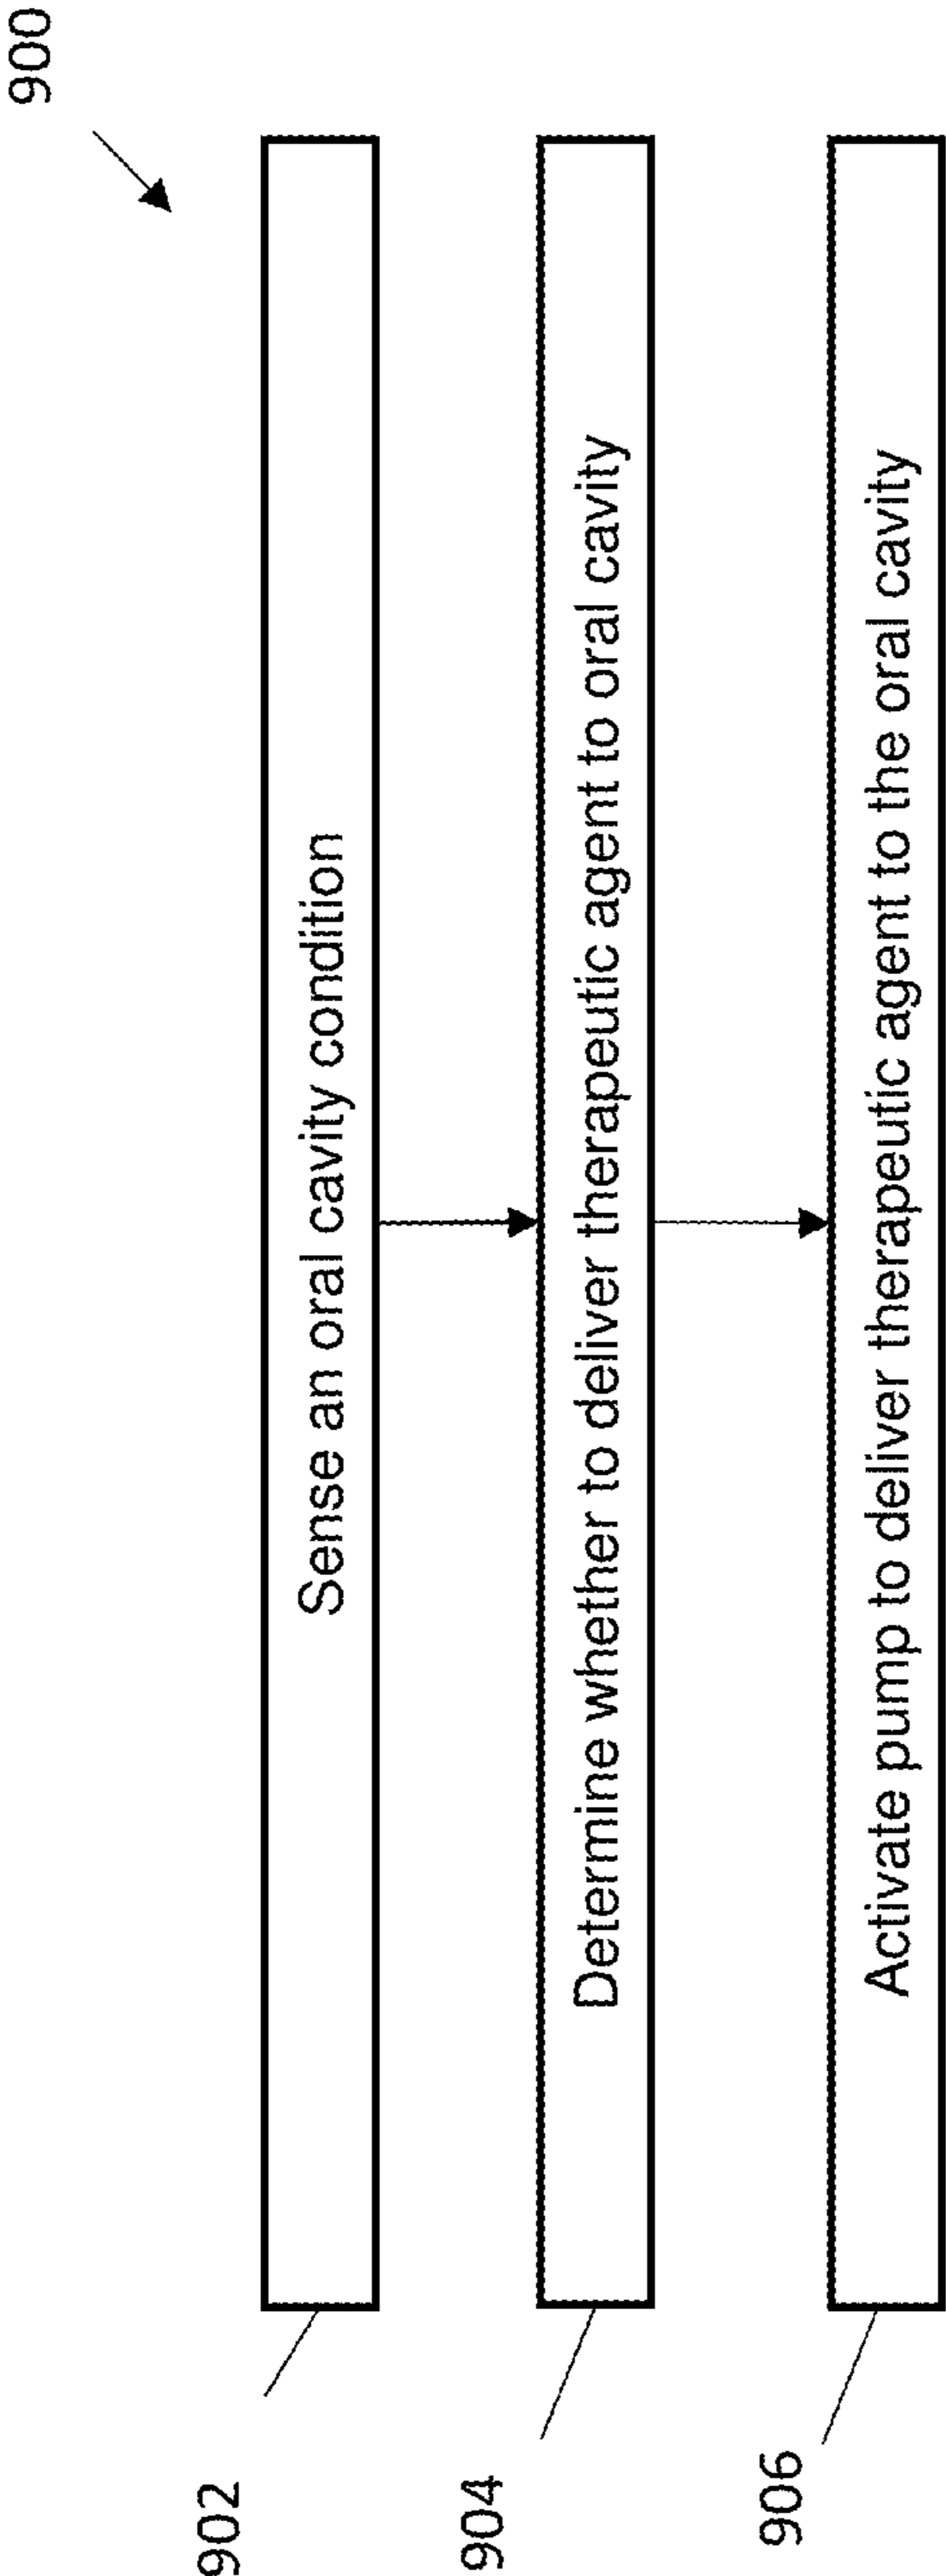 900
902
Sense an oral cavity condition
904
Determine whether to deliver therapeutic agent to oral cavity
906
Activate pump to deliver therapeutic agent to the oral cavity